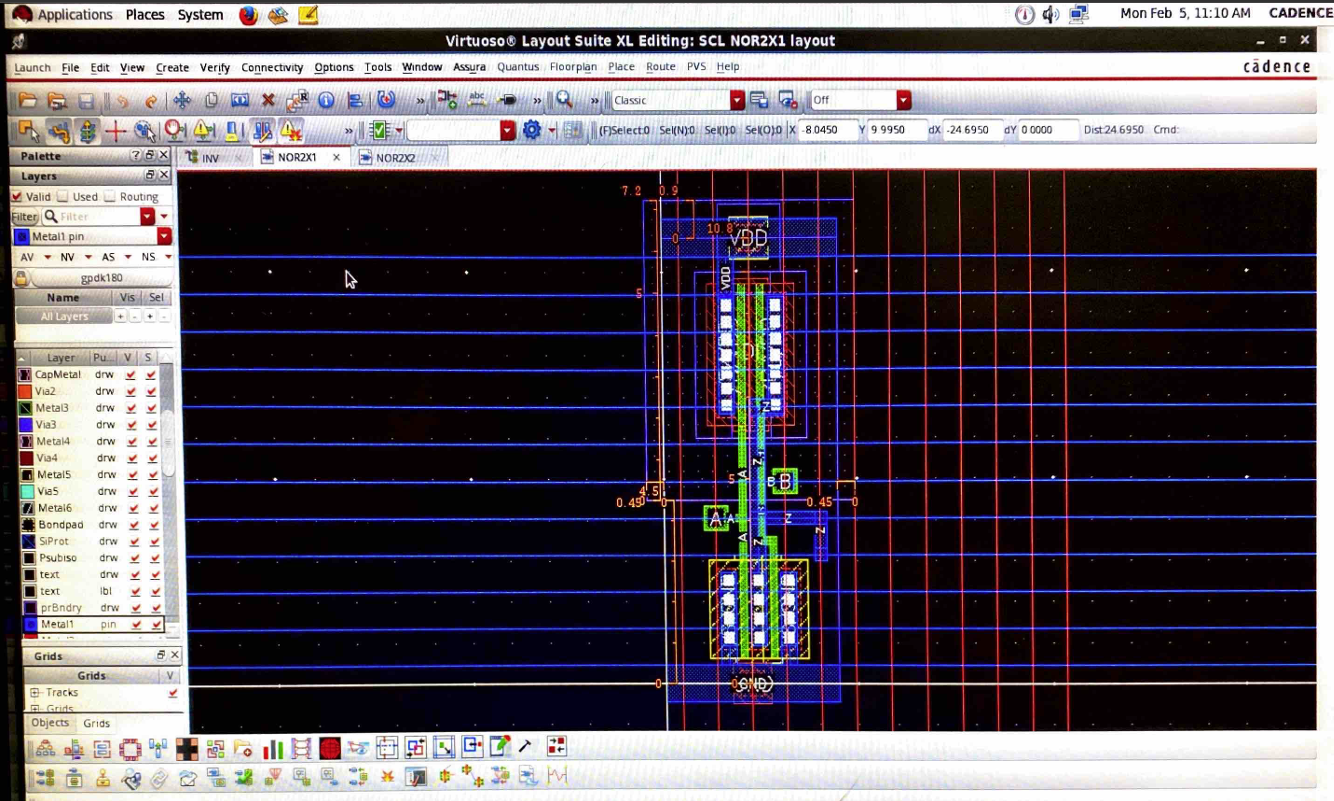 Applications Places System Mon Feb 5, 11:10 AM CADENCE
Virtuoso® Layout Suite XL Editing: SCL NOR2X1 layout
Launch File Edit View Create Verify Connectivity Options Tools Window Assura Quantus Floorplan Place Route PVS Help cādence
Classic Off
(F)Select:0 Sel(N):0 Sel(I):0 Sel(O):0 X -8.0450 Y 9.9950 dX -24.6950 dY 0.0000 Dist:24.6950 Cmd:
Palette INV NOR2X1 NOR2X2
Layers
Valid Used Routing
Filter Filter
Metal1 pin
AV NV AS NS
gpdk180
Name Vis Sel
All Layers + - + -
Layer Pu... V S
CapMetal drw
Via2 drw
Metal3 drw
Via3 drw
Metal4 drw
Via4 drw
Metal5 drw
Via5 drw
Metal6 drw
Bondpad drw
SiProt drw
Psubiso drw
text drw
text lbl
prBndry drw
Metal1 pin
Grids
Grids V
Tracks
Grids
Objects Grids
7.2 0.9
0 10.8 VDD
VDD
5
Z
A Z
5 B B
4.5
0.45 0 0.45 0
A A Z
A Z Z
0 GND